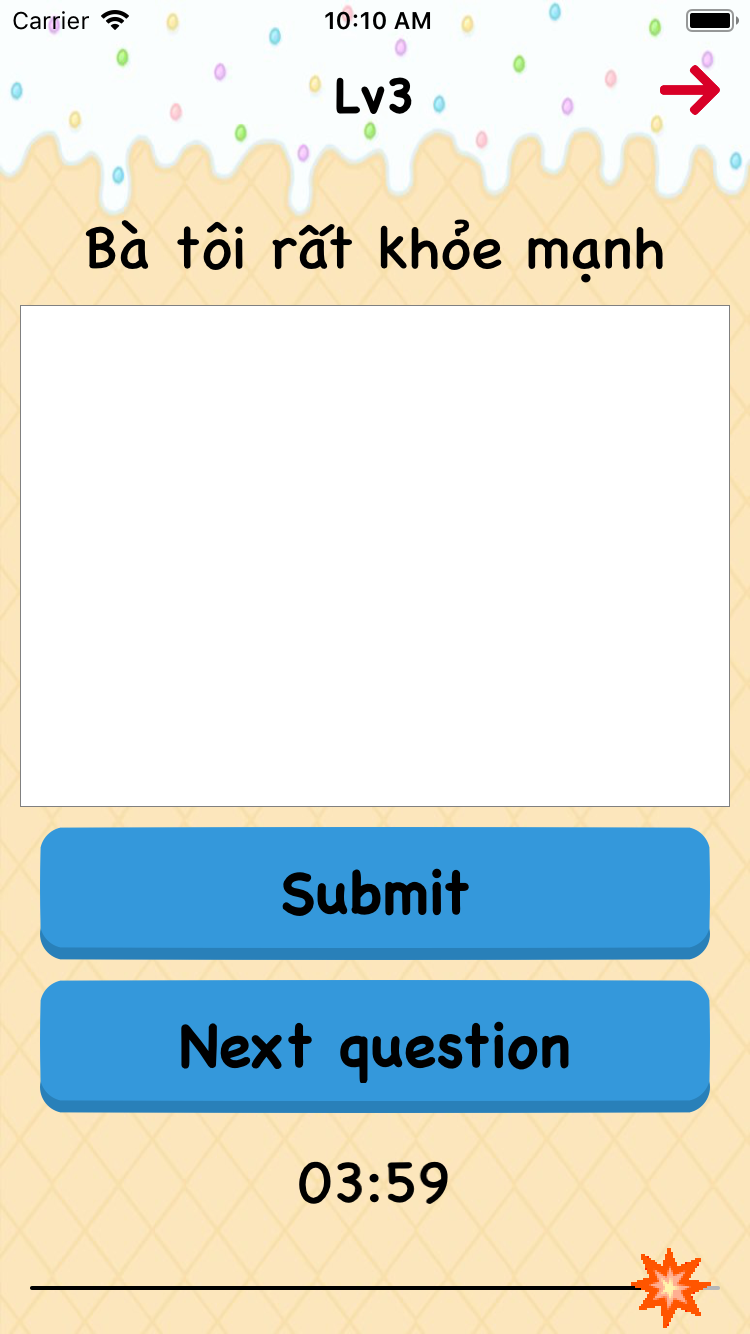 Carrier 10:10 AM
Lv3
Bà tôi rất khỏe mạnh
Submit
Next question
03:59